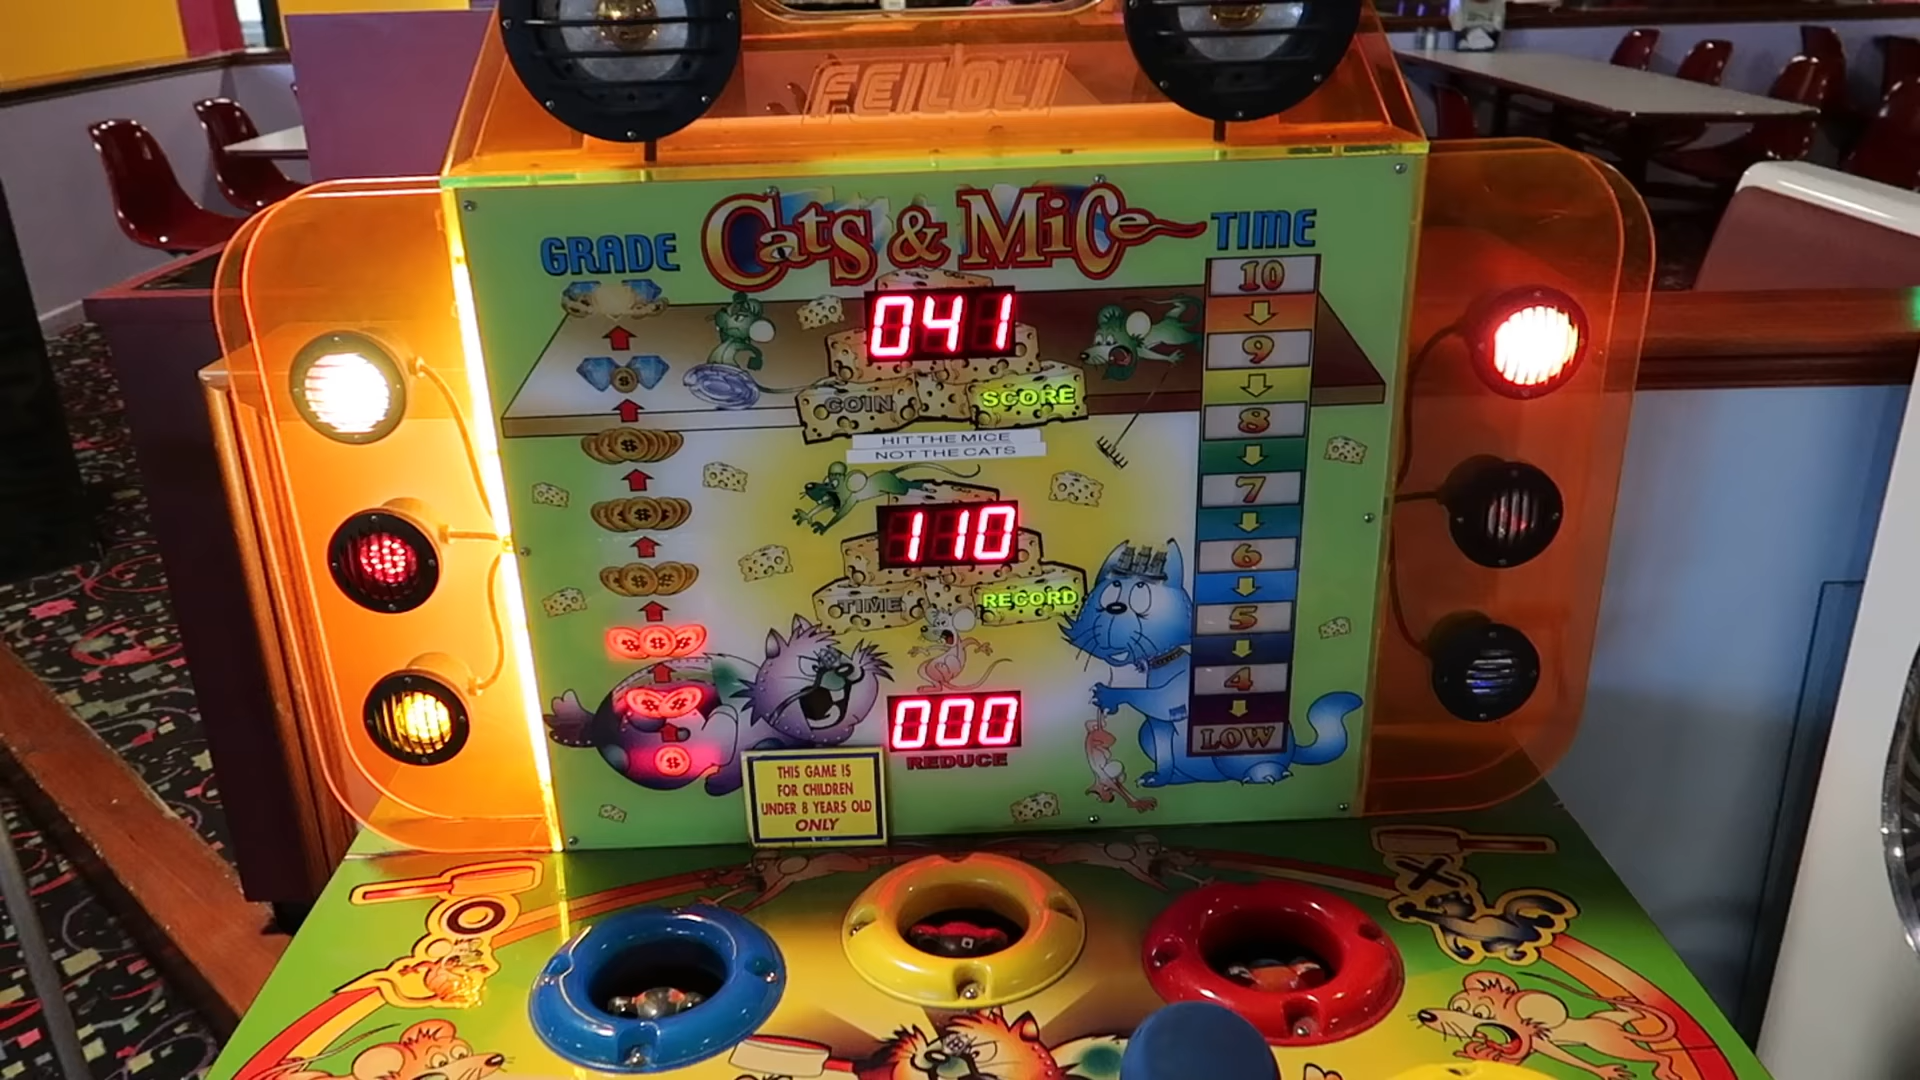 FEILOLI
Cats & Mice
GRADE
TIME
10
9
8
7
6
5
4
LOW
041
COIN SCORE
HIT THE MICE
NOT THE CATS
110
TIME RECORD
000
REDUCE
THIS GAME IS
FOR CHILDREN
UNDER 8 YEARS OLD
ONLY